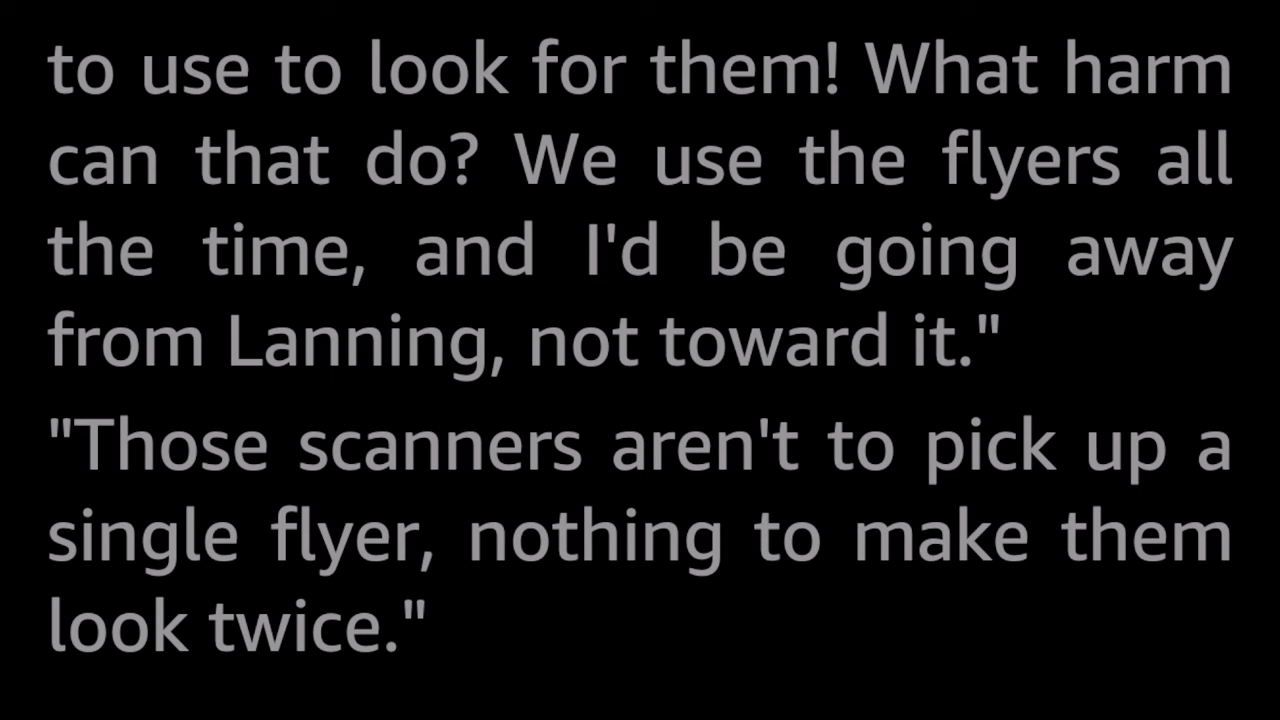 to use to look for them! What harm
can that do? We use the flyers all
the time, and I'd be going away
from Lanning, not toward it."
"Those scanners aren't to pick up a
single flyer, nothing to make them
look twice."